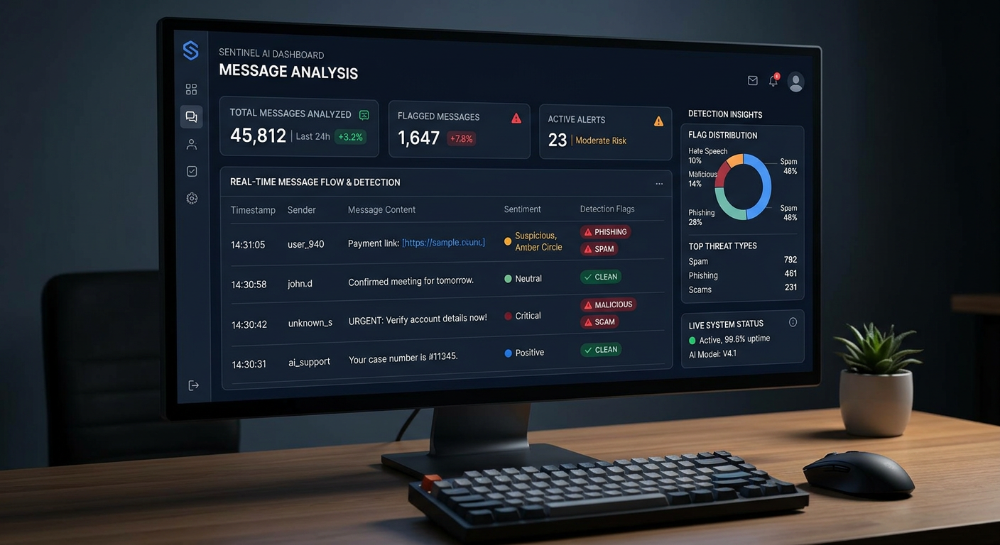 SENTINEL AI DASHBOARD
MESSAGE ANALYSIS
TOTAL MESSAGES ANALYZED
45,812 | Last 24h +3.2%
FLAGGED MESSAGES
1,647 +7.8%
ACTIVE ALERTS
23 | Moderate Risk
REAL-TIME MESSAGE FLOW & DETECTION
...
Timestamp Sender Message Content Sentiment Detection Flags
14:31:05 user_.940 Payment link: [https://sample. Suspicious,
Amber Circle
PHISHING
SPAM
14:30:58 john.d Confirmed meeting for tomorrow. Neutral CLEAN
14:30:42 unknown_s URGENT: Verify account details now! Critical
MALICIOUS
SCAM
14:30:31 ai_support Your case number is #11345. Positive CLEAN
DETECTION INSIGHTS
FLAG DISTRIBUTION
Hate Speech
10%
Malicious
14%
Phishing
28%
Spam
48%
Spam
48%
TOP THREAT TYPES
Spam 792
Phishing 461
Scams 231
LIVE SYSTEM STATUS
Active, 99.6% uptime
AI Model: V4.1